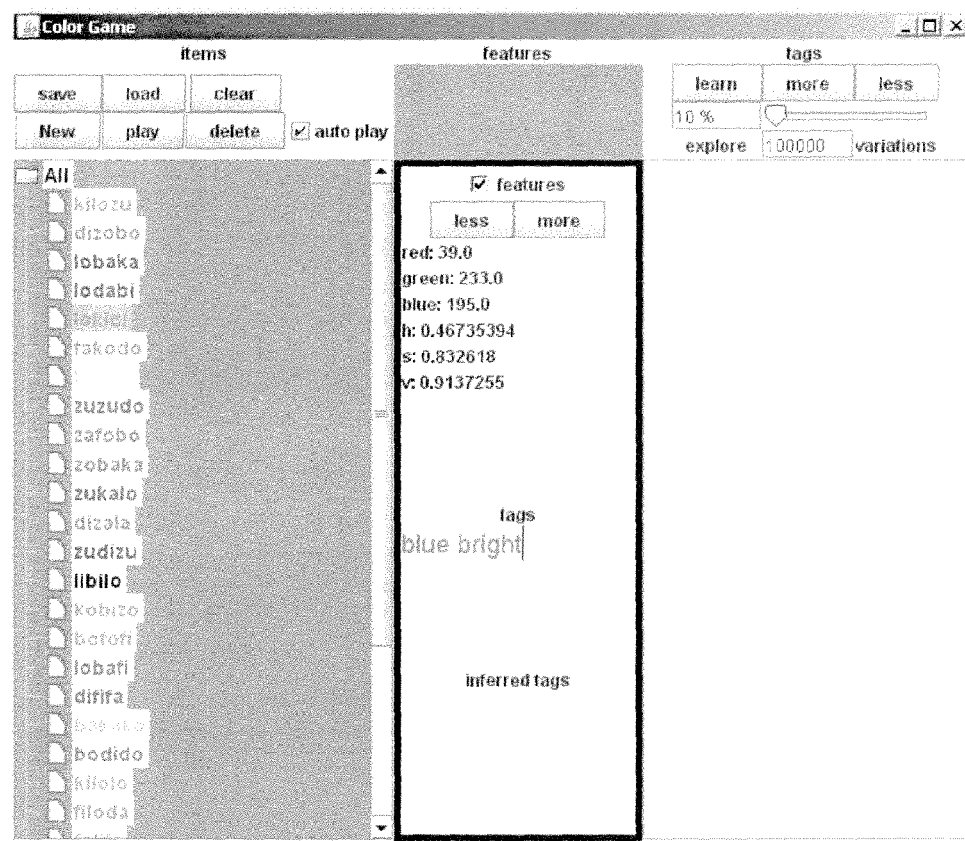 Color Game
items
features
tags
save load clear
learn more less
New play delete auto play
10 %
explore 100000 variations
All
kilozu
dizobo
lobaka
lodabi
fakodo
zuzudo
zafobo
zobaka
zukalo
dizala
zudizu
libilo
kobizo
bofofi
lobafi
dififa
bodido
kilolo
filoda
features
less more
red: 39.0
green: 233.0
blue: 195.0
h: 0.46735394
s: 0.832618
v: 0.9137255
tags
blue bright
inferred tags